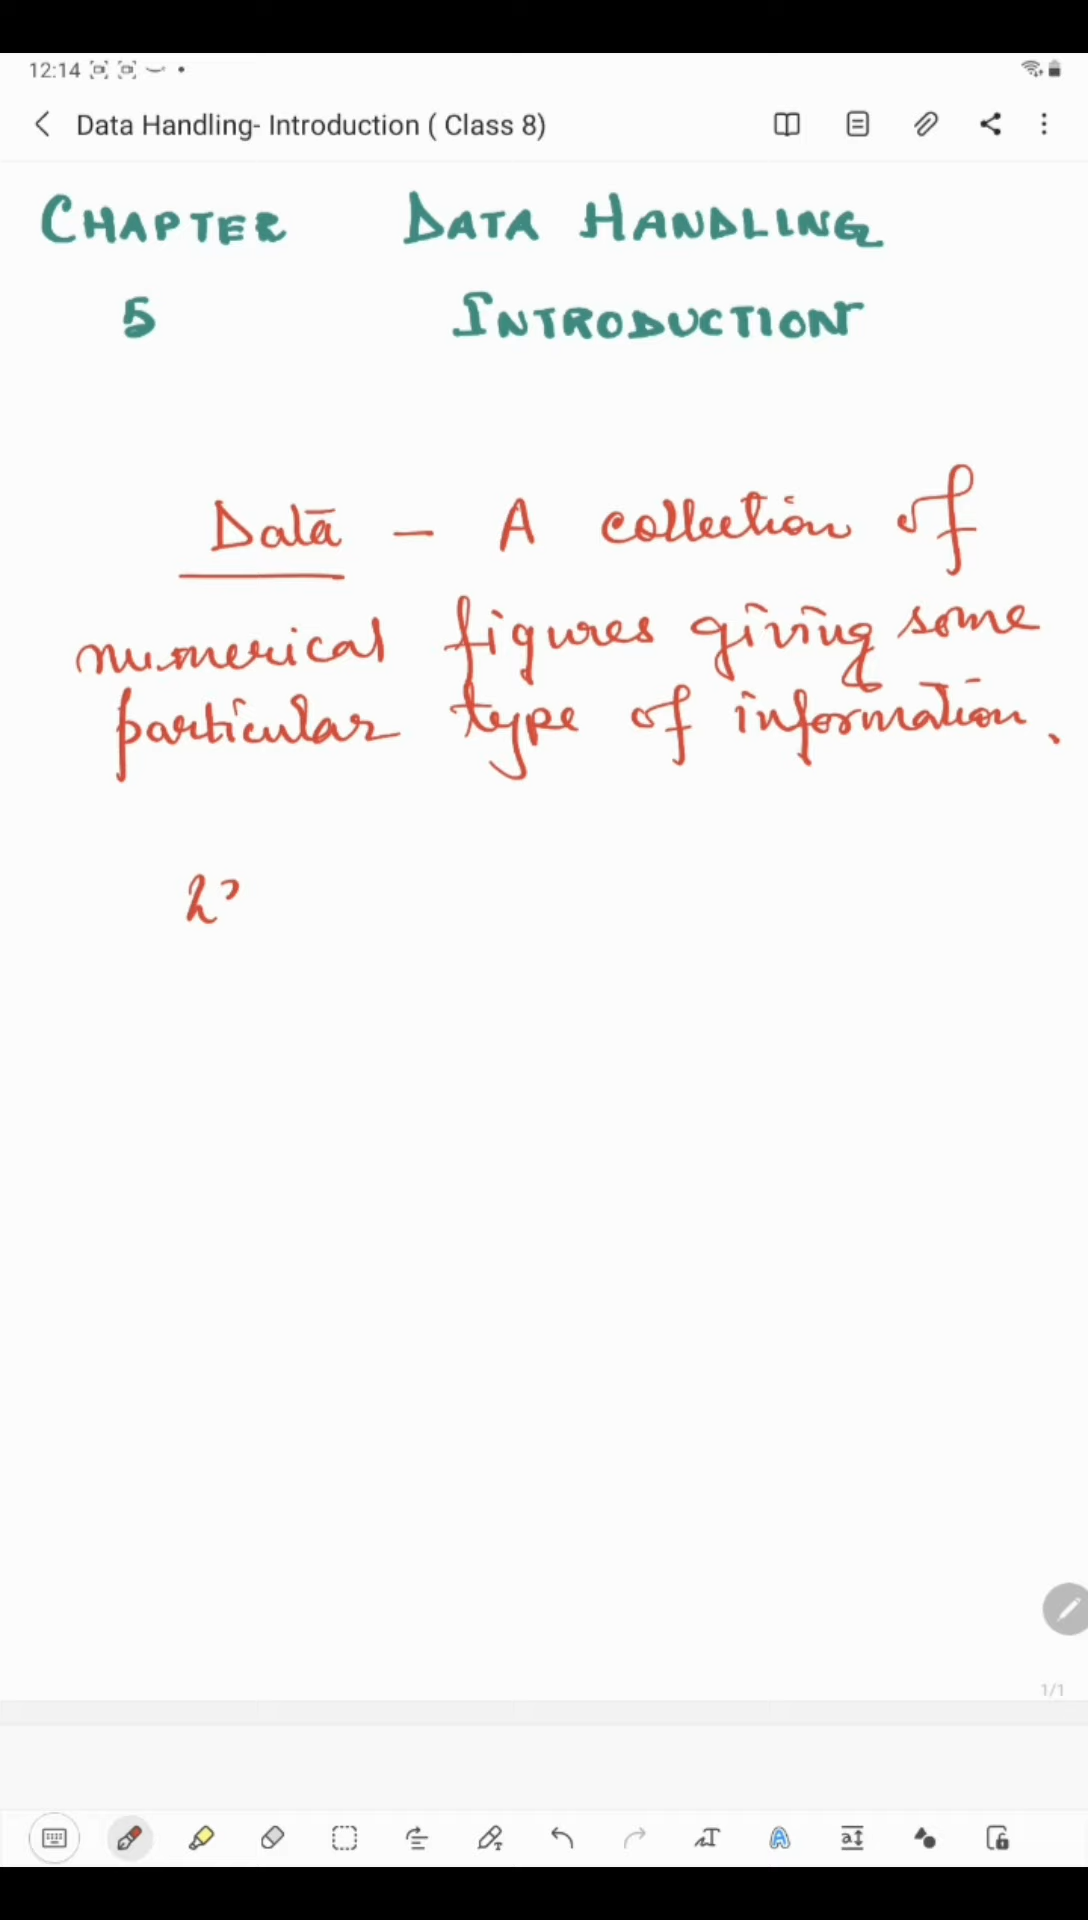 12:14
Data Handling- Introduction ( Class 8)
CHAPTER DATA HANDLING
5 INTRODUCTION
Data - A collection of
numerical figures giving some
particular type of information.
1/1